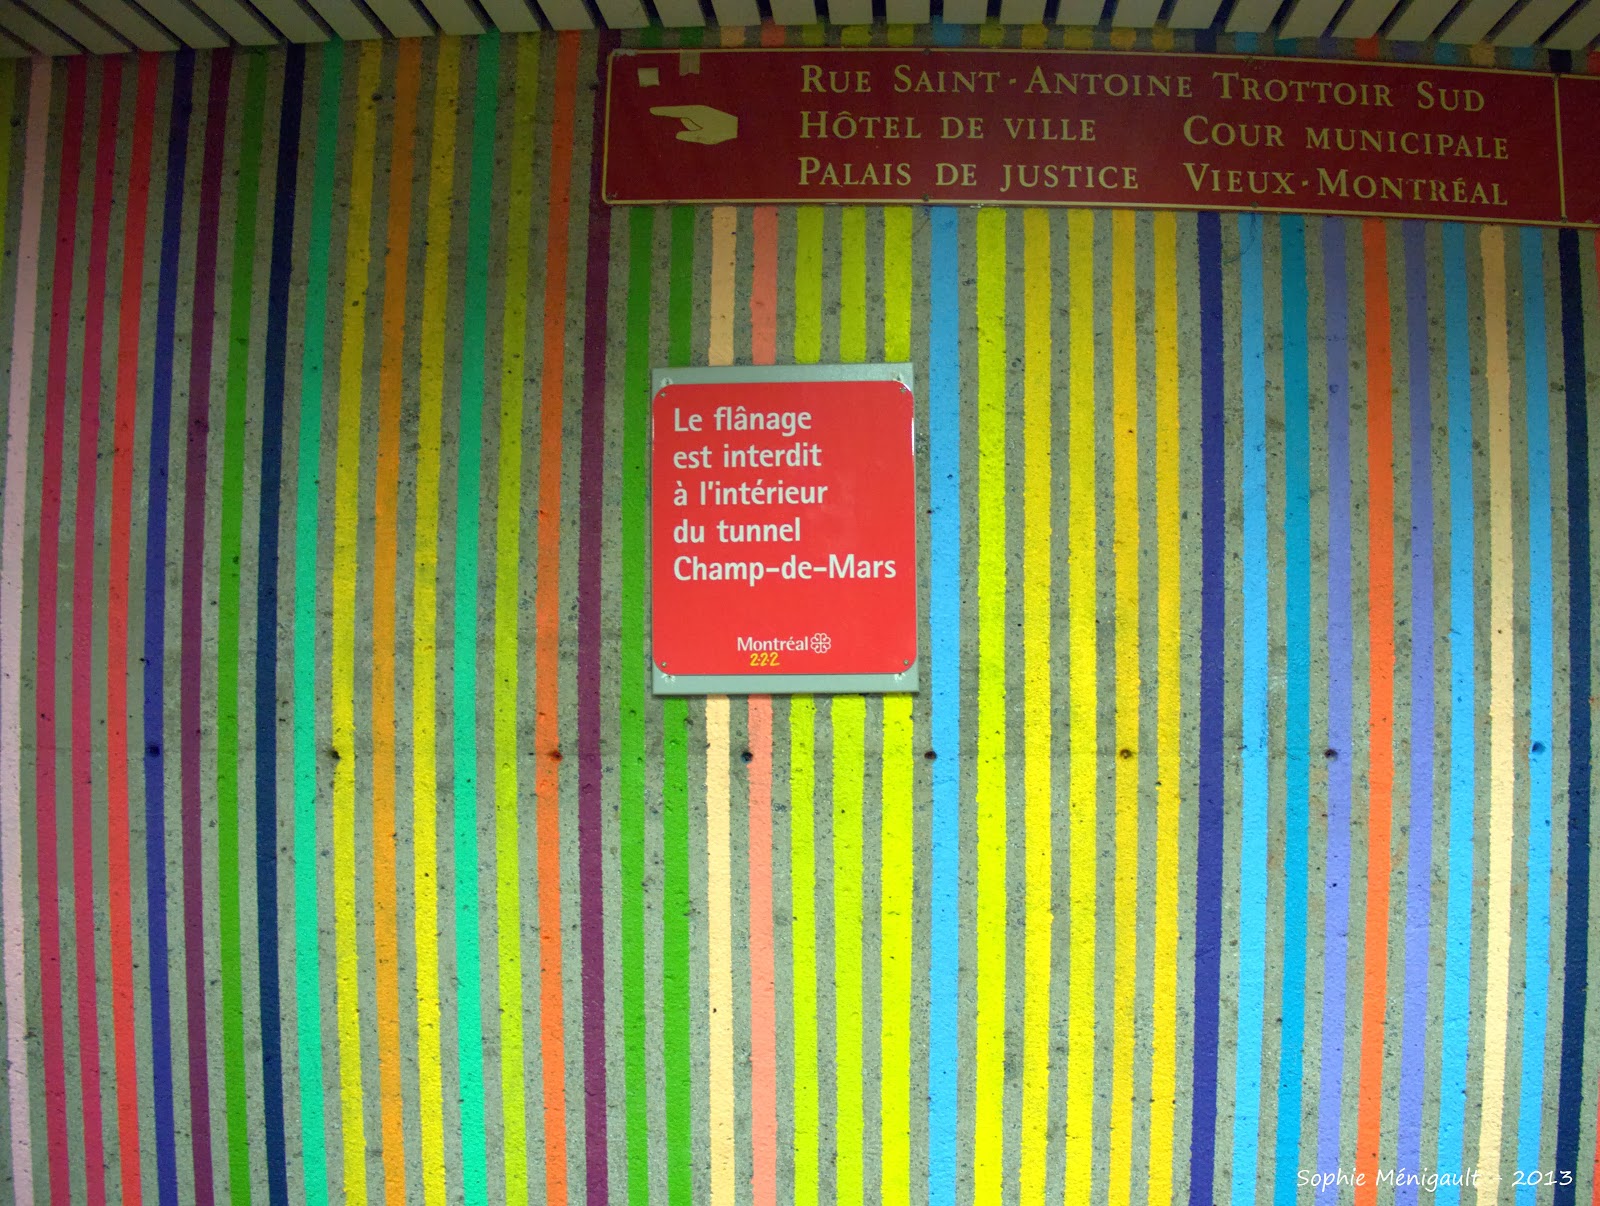 Rue Saint-Antoine Trottoir Sud
Hôtel de ville Cour municipale
Palais de justice Vieux-Montréal
Le flânage
est interdit
à l'intérieur
du tunnel
Champ-de-Mars
Montréal
222
Sophie Ménigault - 2013